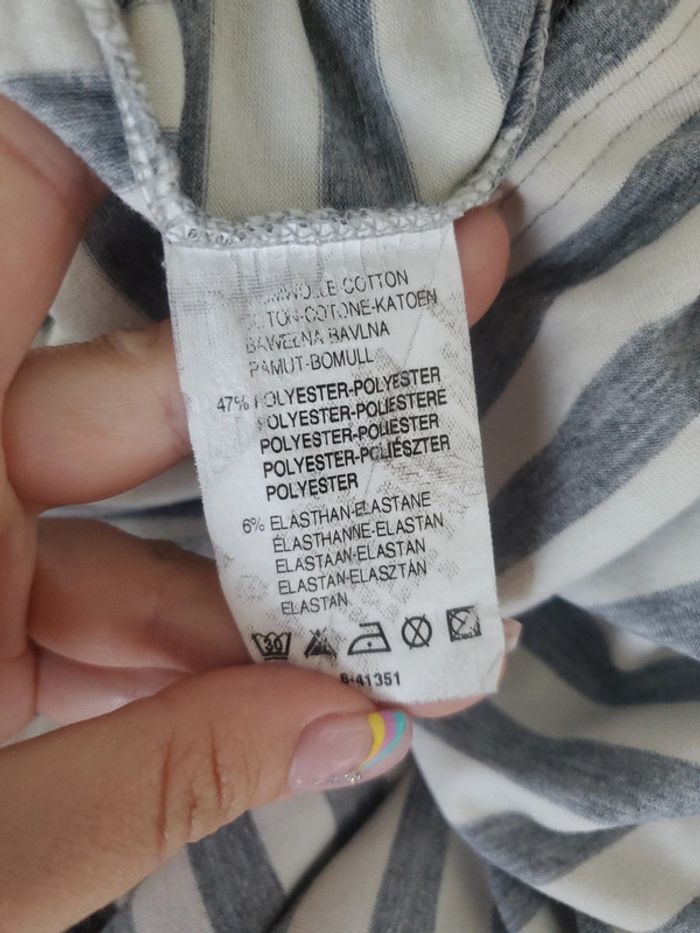 COTTON
COTONE-KATOEN
BAWEŁNA BAVLNA
PAMUT-BOMULL
47% POLYESTER-POLYESTER
POLYESTER-POLIESTERE
POLYESTER-POLIESTER
POLYESTER-POLIÉSZTER
POLYESTER
6% ELASTHAN-ELASTANE
ÉLASTHANNE-ELASTAN
ELASTAAN-ELASTAN
ELASTAN-ELASZTÁN
ELASTAN
30
6-41351